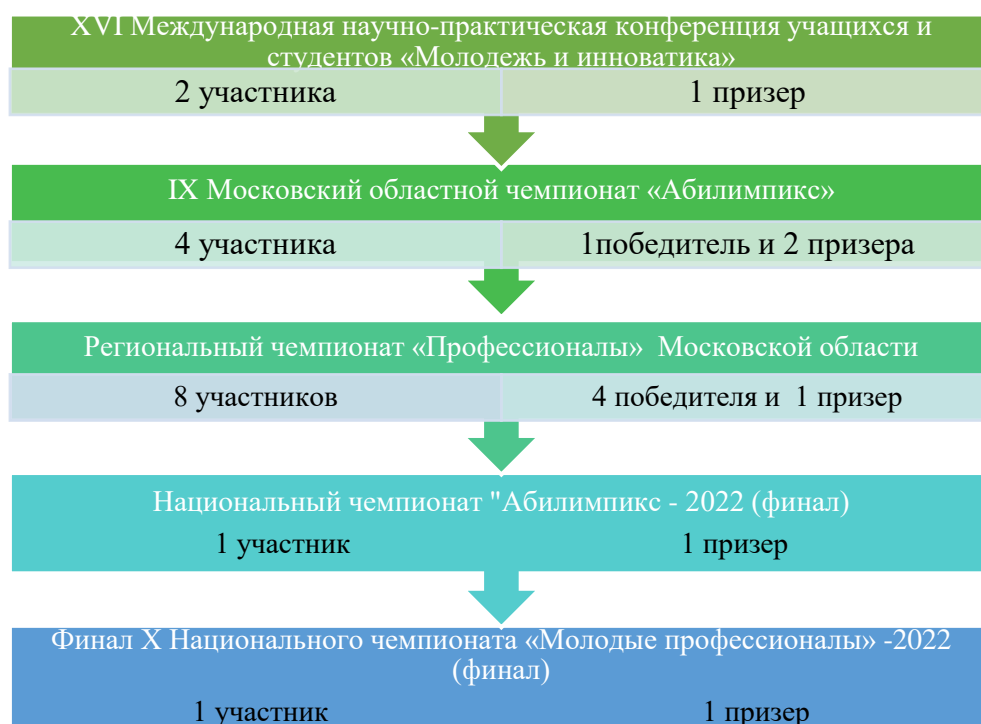 XVI Международная научно-практическая конференция учащихся и
студентов «Молодежь и инноватика»
2 участника 1 призер
IX Московский областной чемпионат «Абилимпикс»
4 участника 1победитель и 2 призера
Региональный чемпионат «Профессионалы» Московской области
8 участников 4 победителя и 1 призер
Национальный чемпионат "Абилимпикс - 2022 (финал)
1 участник 1 призер
Финал X Национального чемпионата «Молодые профессионалы» -2022
(финал)
1 участник 1 призер